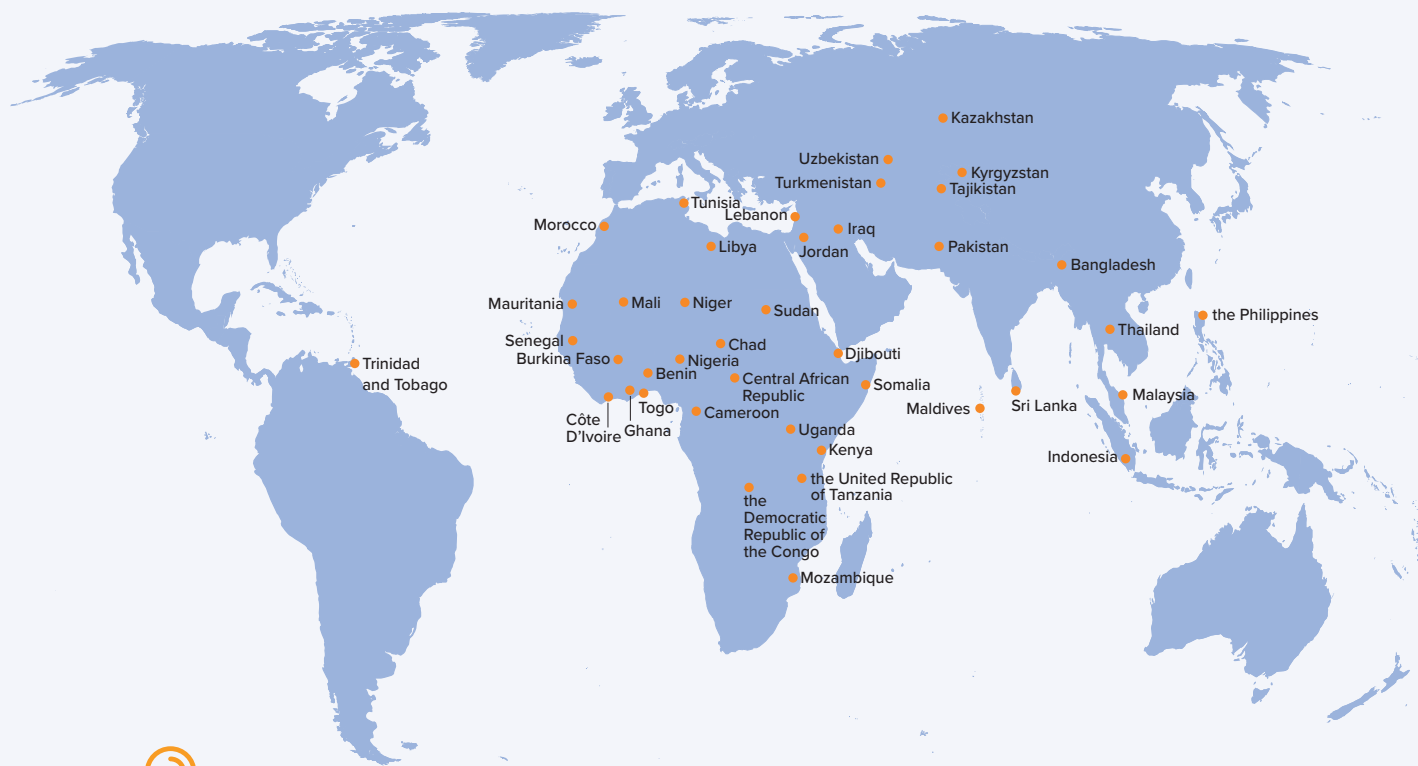 Kazakhstan
Uzbekistan
Kyrgyzstan
Turkmenistan
Tajikistan
Tunisia
Lebanon
Morocco
Iraq
Libya
Jordan
Pakistan
Bangladesh
Mauritania
Mali
Niger
Sudan
the Philippines
Thailand
Senegal
Chad
Djibouti
Burkina Faso
Nigeria
Trinidad
and Tobago
Benin
Central African
Republic
Somalia
Malaysia
Maldives
Sri Lanka
Togo
Cameroon
Côte
D'Ivoire
Ghana
Uganda
Kenya
Indonesia
the United Republic
of Tanzania
the
Democratic
Republic of
the Congo
Mozambique